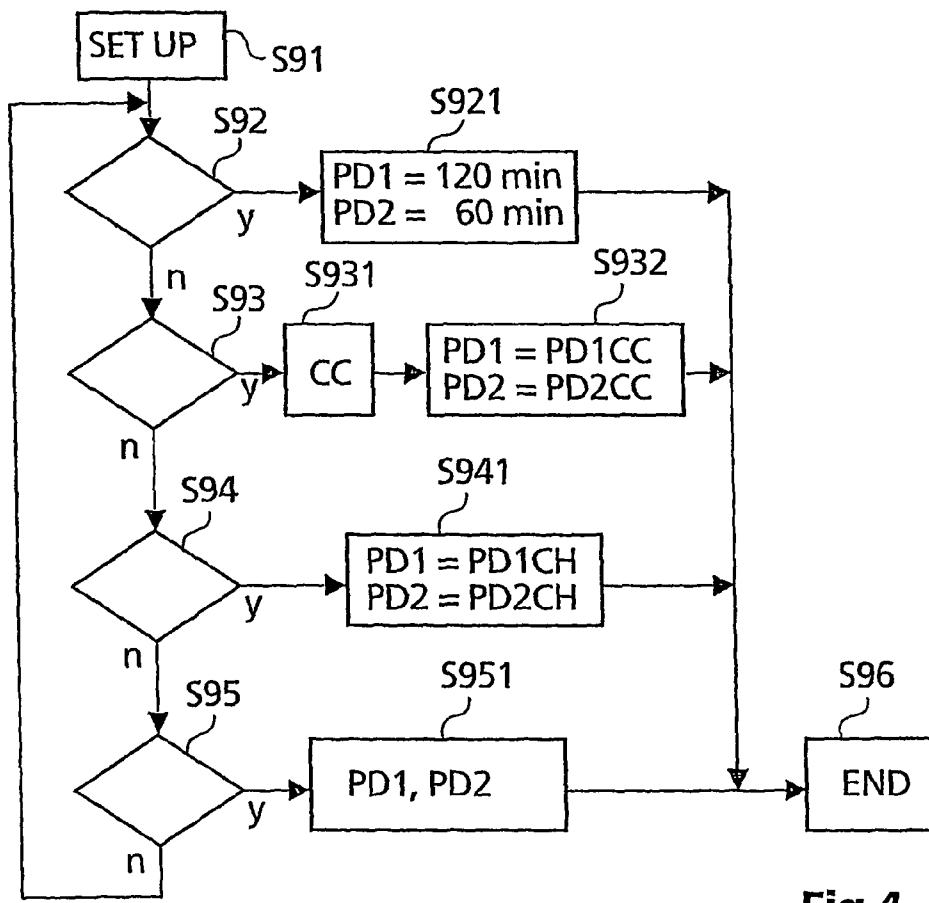 SET UP
S91
S92
S921
PD1 = 120 min
PD2 = 60 min
y
n
S93
S931
S932
CC
PD1 = PD1CC
PD2 = PD2CC
y
n
S94
S941
PD1 = PD1CH
PD2 = PD2CH
y
n
S95
S951
S96
PD1, PD2
END
y
n
Fig 4